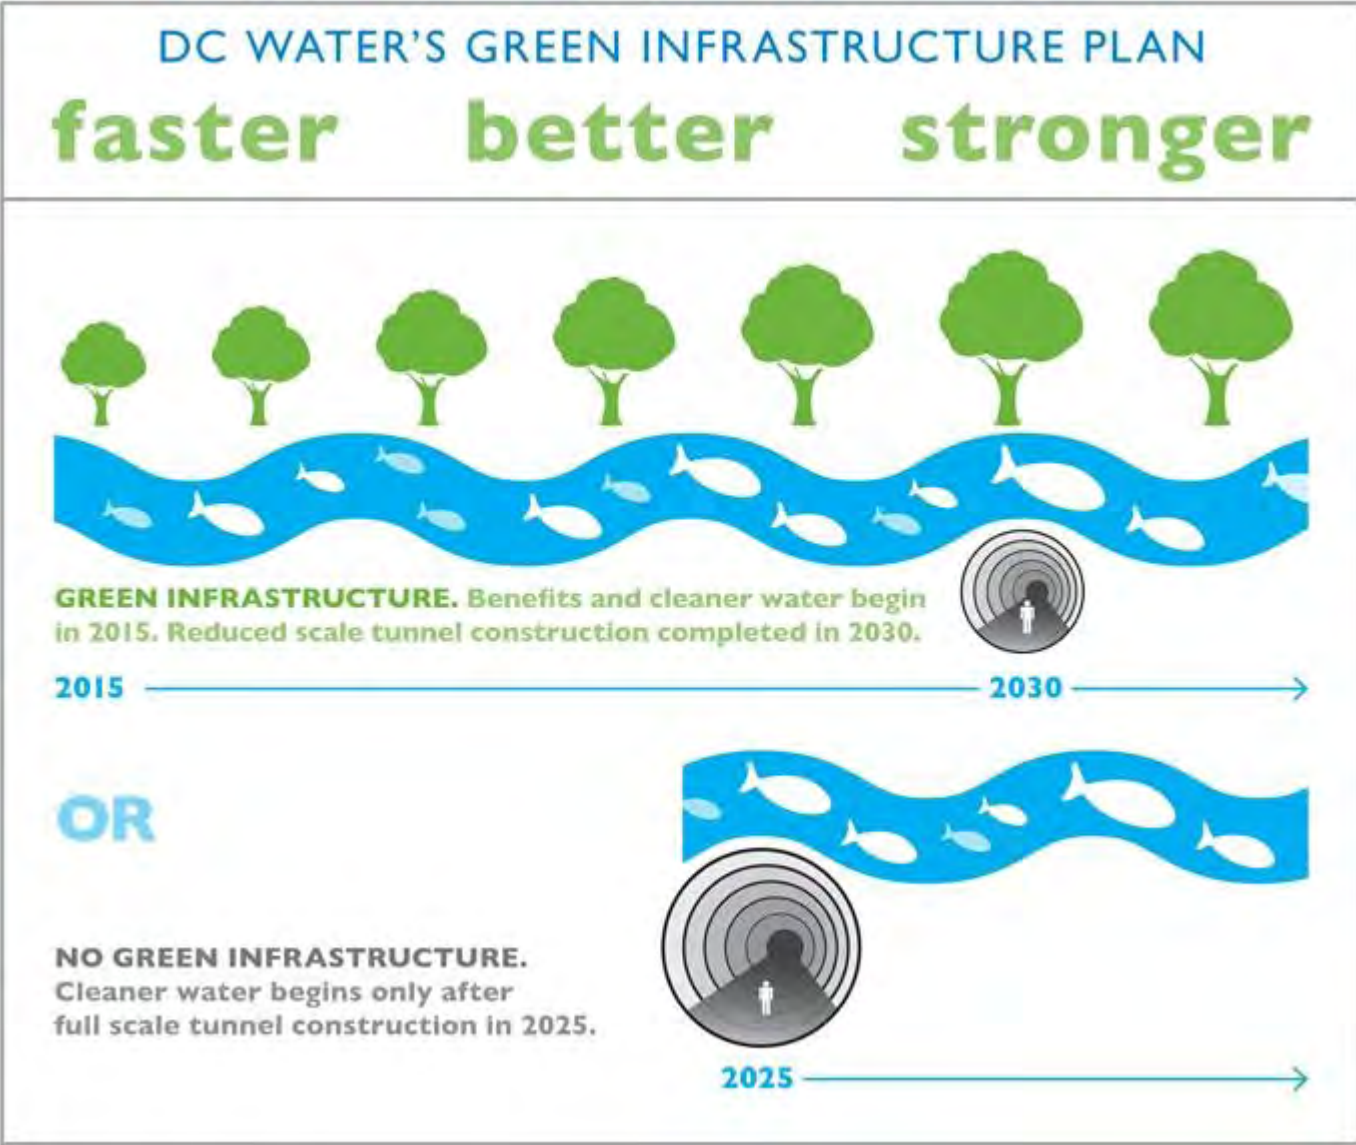 DC WATER'S GREEN INFRASTRUCTURE PLAN
faster better stronger
GREEN INFRASTRUCTURE. Benefits and cleaner water begin
in 2015. Reduced scale tunnel construction completed in 2030.
2015 2030
OR
NO GREEN INFRASTRUCTURE.
Cleaner water begins only after
full scale tunnel construction in 2025.
2025